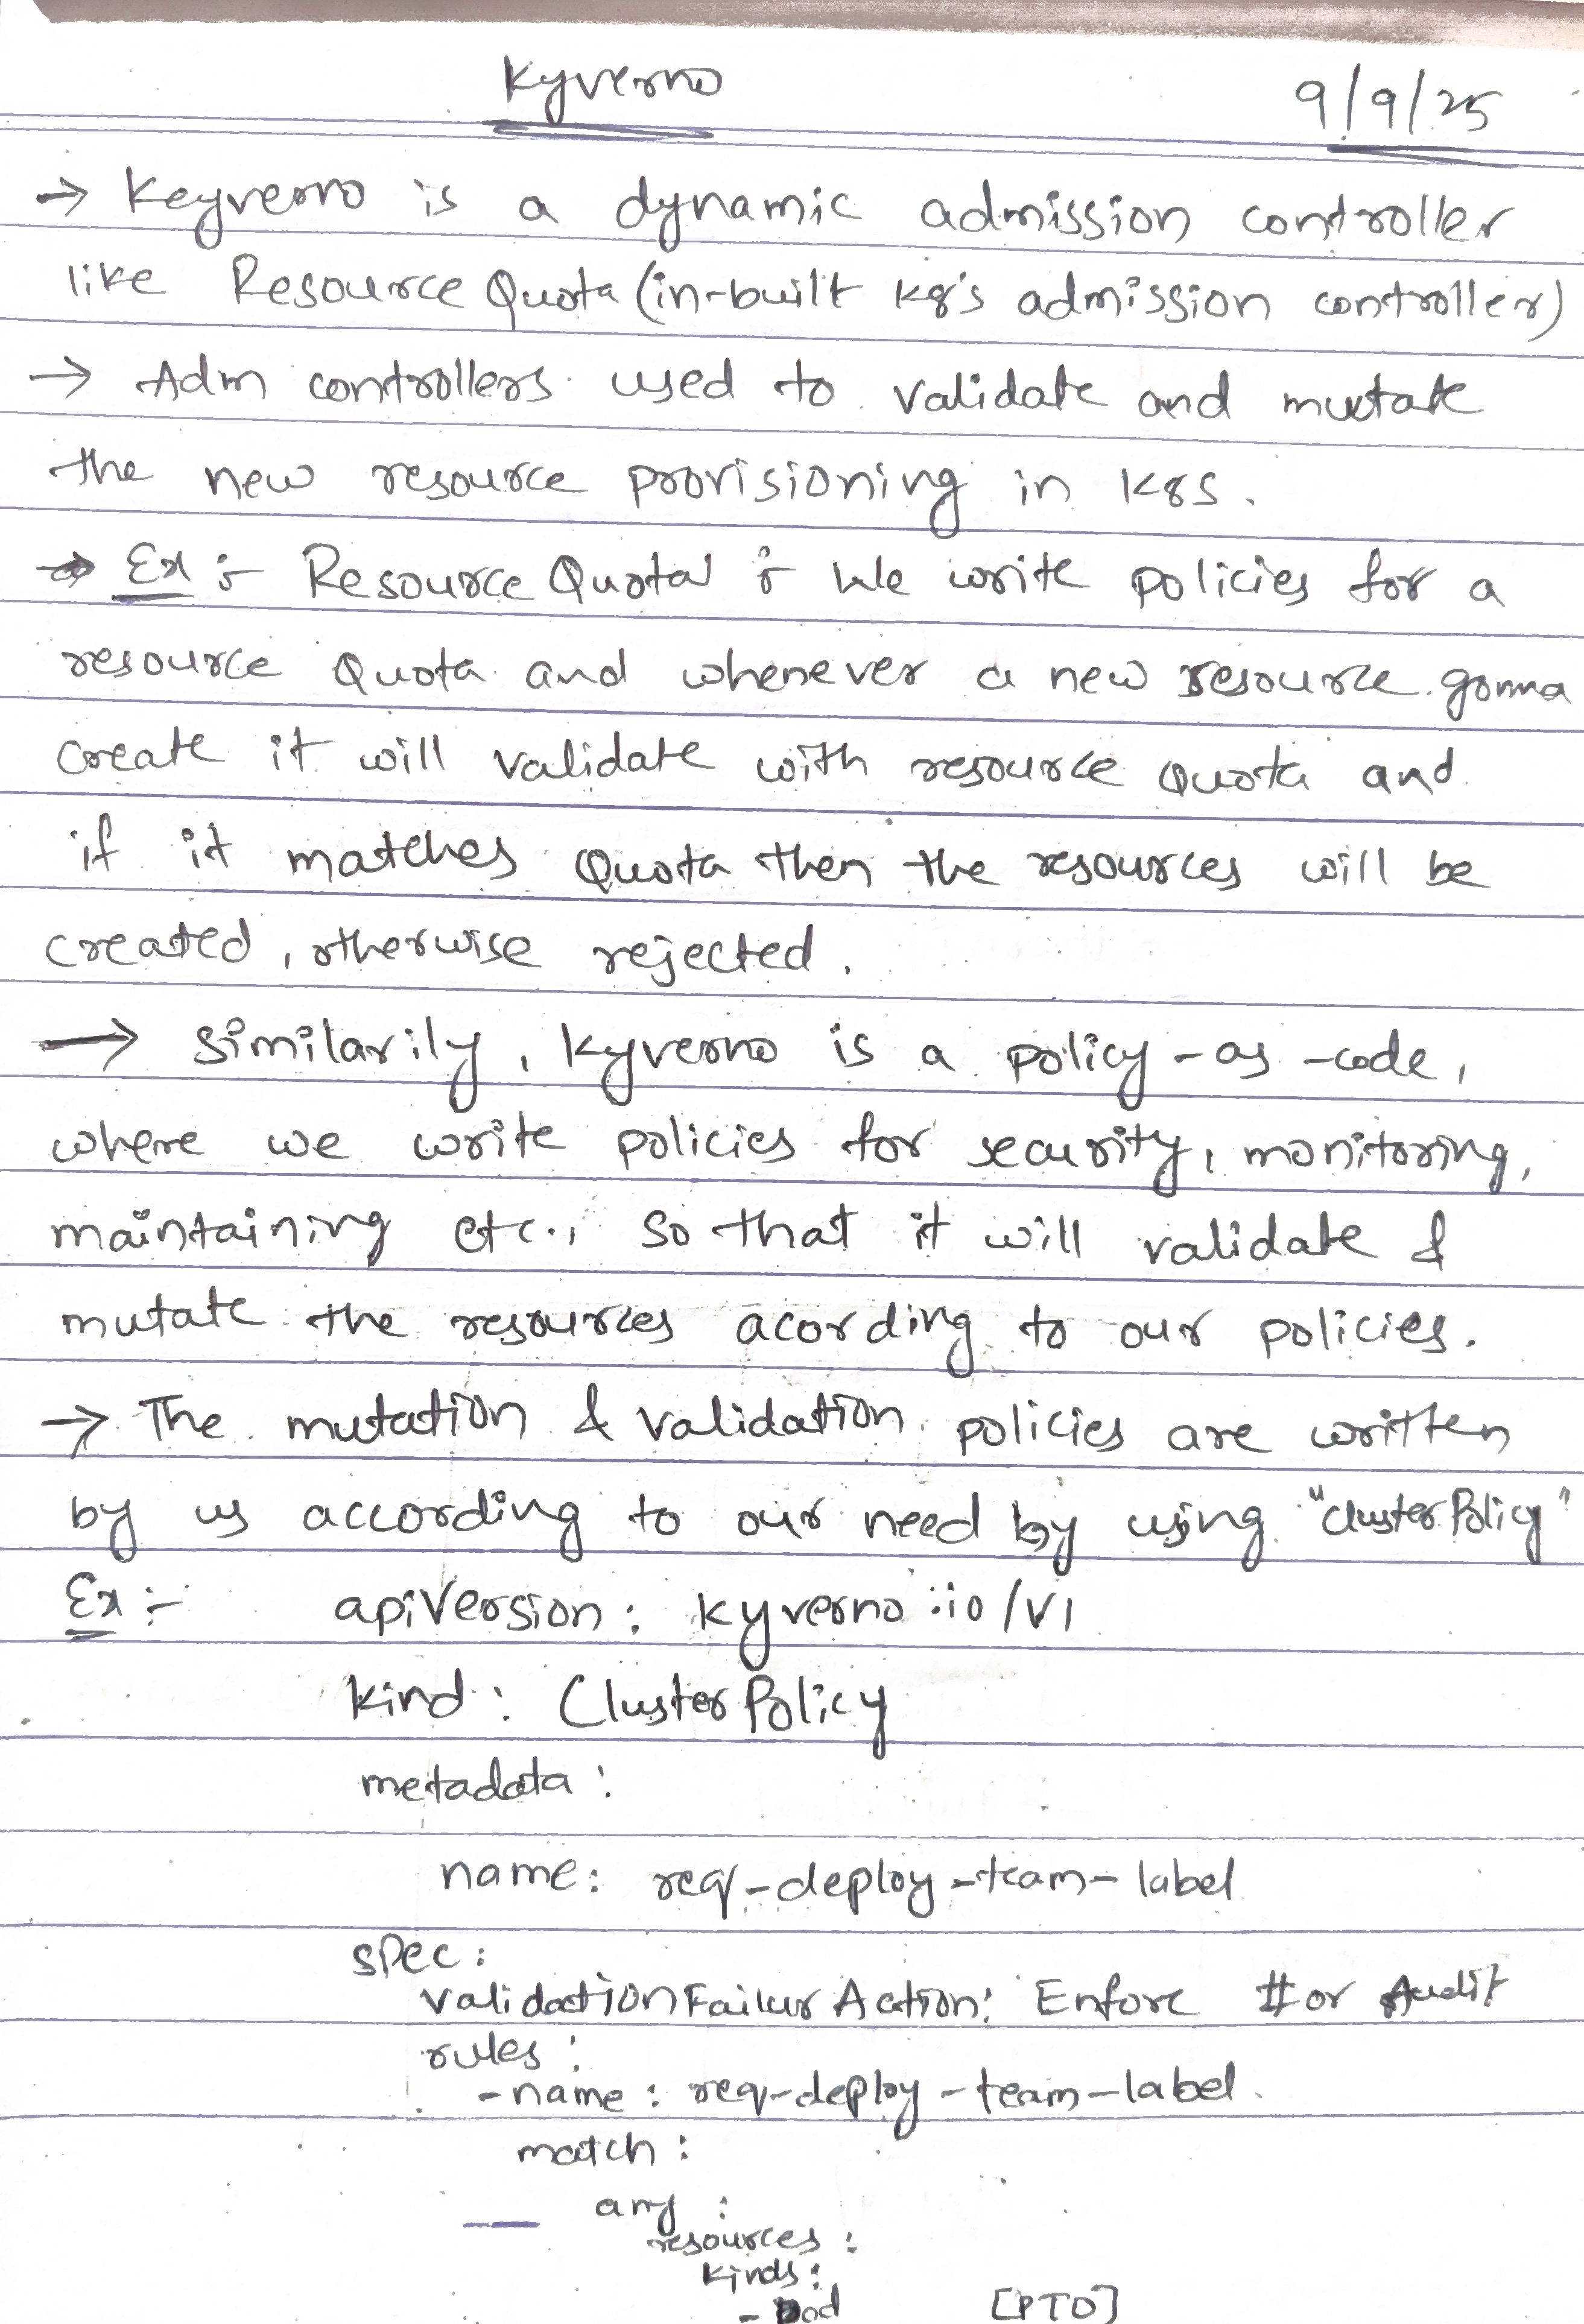 Kyverno
9/9/25
→ Keyverno is a dynamic admission controller
like Resource Quota (in-built K8's admission controller)
→ Adm controllers used to validate and mutate
the new resource provisioning in K8S.
→ Ex :- Resource Quota : We write policies for a
resource Quota and whenever a new resource gonna
create it will validate with resource quota and
if it matches Quota then the resources will be
created, otherwise rejected.
→ Similarily, Kyverno is a policy-as-code,
where we write policies for security, monitoring,
maintaining etc., so that it will validate &
mutate the resources acording to our policies.
→ The mutation & validation policies are written
by us according to our need by using "cluster Policy"
Ex :- apiVersion: kyverno.io/v1
kind: Cluster Policy
metadata:
name: req-deploy-team-label
spec:
validationFailurAction: Enforc # or Audit
rules:
- name: req-deploy-team-label
match:
any:
resources:
kinds:
- Pod [PTO]